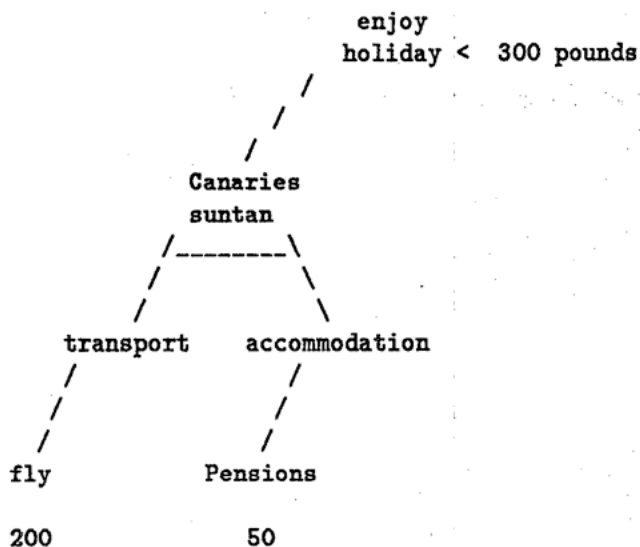 enjoy
holiday < 300 pounds
Canaries
suntan
transport accommodation
fly Pensions
200 50